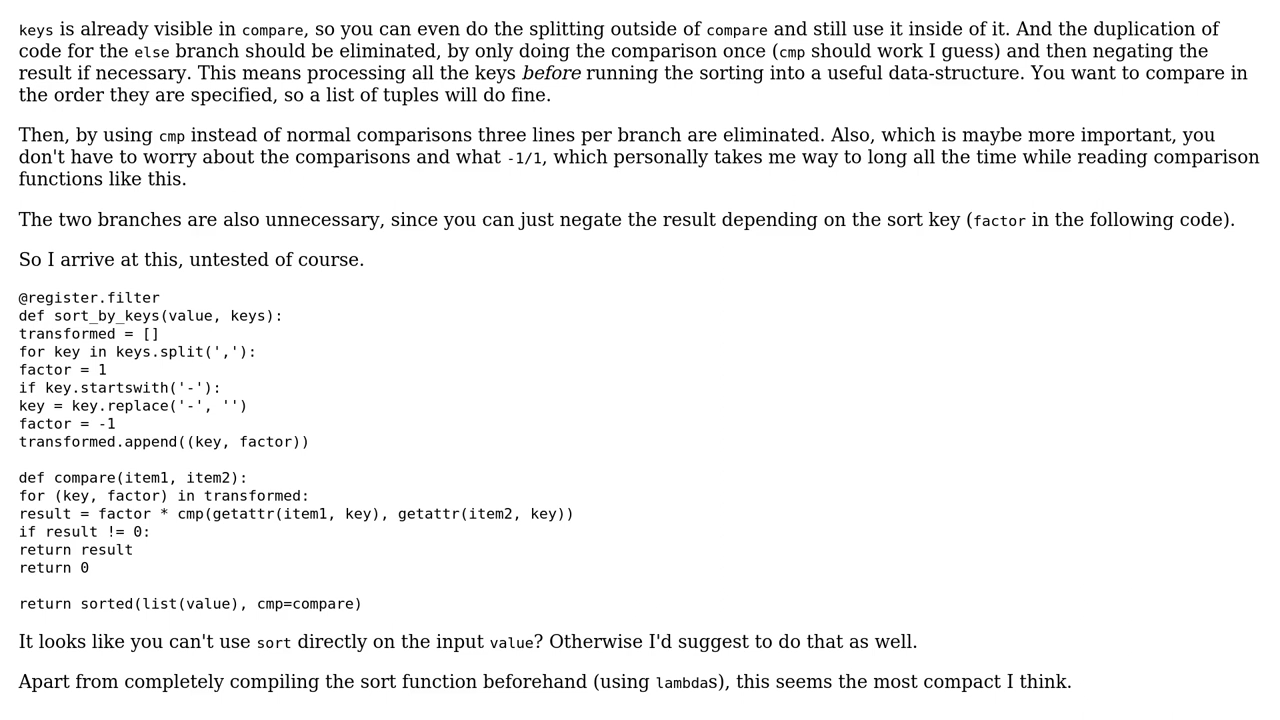 keys is already visible in compare, so you can even do the splitting outside of compare and still use it inside of it. And the duplication of
code for the else branch should be eliminated, by only doing the comparison once (cmp should work I guess) and then negating the
result if necessary. This means processing all the keys before running the sorting into a useful data-structure. You want to compare in
the order they are specified, so a list of tuples will do fine.
Then, by using cmp instead of normal comparisons three lines per branch are eliminated. Also, which is maybe more important, you
don't have to worry about the comparisons and what -1/1, which personally takes me way to long all the time while reading comparison
functions like this.
The two branches are also unnecessary, since you can just negate the result depending on the sort key (factor in the following code).
So I arrive at this, untested of course.
@register.filter
def sort_by_keys(value, keys):
transformed = []
for key in keys.split(','):
factor = 1
if key.startswith('-'):
key = key.replace('-', '')
factor = -1
transformed.append((key, factor))
def compare(item1, item2):
for (key, factor) in transformed:
result = factor * cmp(getattr(item1, key), getattr(item2, key))
if result != 0:
return result
return 0
return sorted(list(value), cmp=compare)
It looks like you can't use sort directly on the input value? Otherwise I'd suggest to do that as well.
Apart from completely compiling the sort function beforehand (using lambdas), this seems the most compact I think.